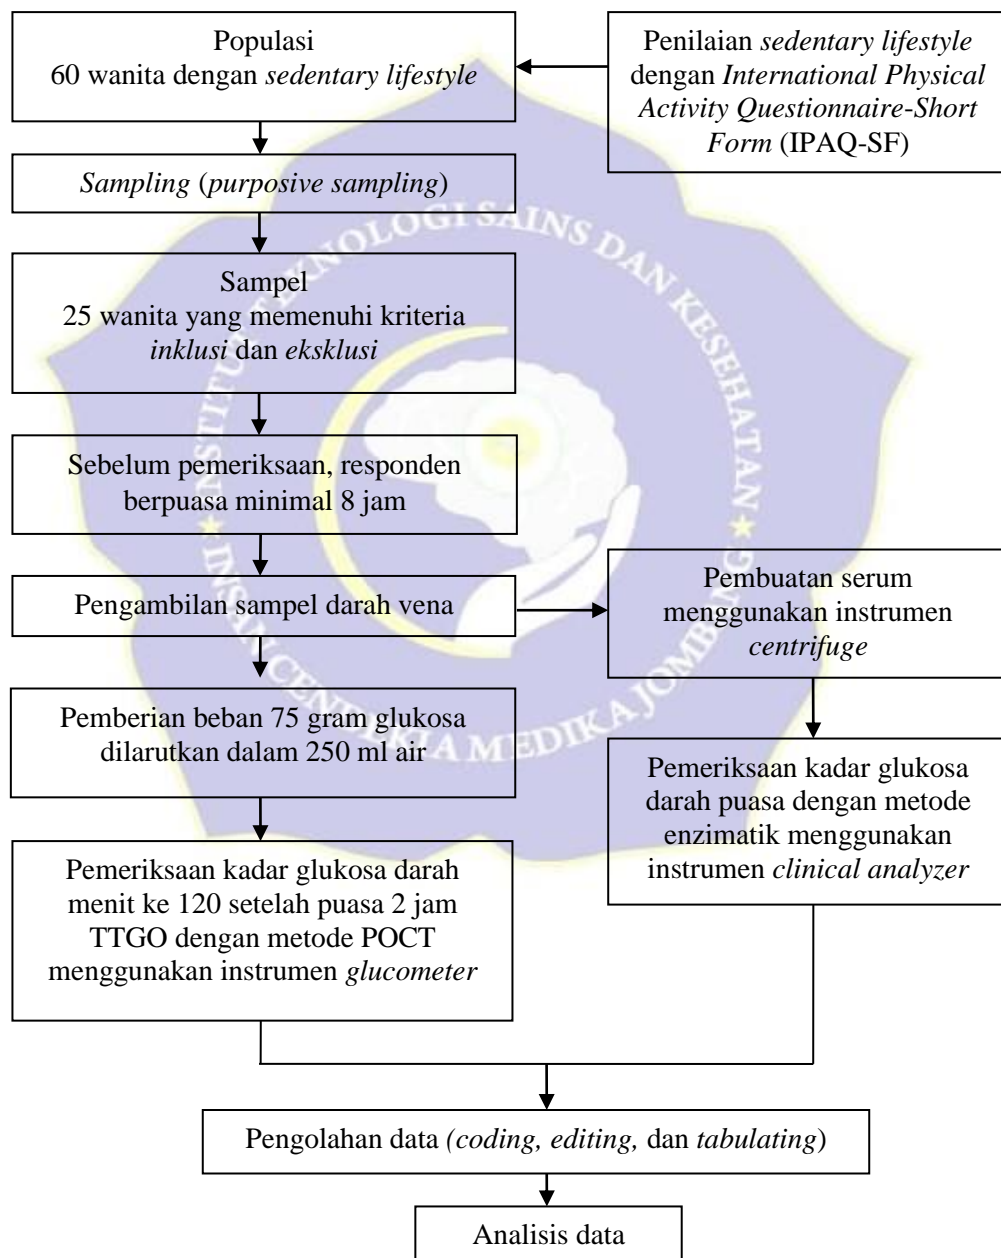 Populasi
60 wanita dengan sedentary lifestyle
Penilaian sedentary lifestyle
dengan International Physical
Activity Questionnaire-Short
Form (IPAQ-SF)
Sampling (purposive sampling)
Sampel
25 wanita yang memenuhi kriteria
inklusi dan eksklusi
Sebelum pemeriksaan, responden
berpuasa minimal 8 jam
Pengambilan sampel darah vena
Pembuatan serum
menggunakan instrumen
centrifuge
Pemberian beban 75 gram glukosa
dilarutkan dalam 250 ml air
Pemeriksaan kadar glukosa
darah puasa dengan metode
enzimatik menggunakan
instrumen clinical analyzer
Pemeriksaan kadar glukosa darah
menit ke 120 setelah puasa 2 jam
TTGO dengan metode POCT
menggunakan instrumen glucometer
Pengolahan data (coding, editing, dan tabulating)
Analisis data
INSTITUT TEKNOLOGI SAINS DAN KESEHATAN
INSAN CENDEKIA MEDIKA JOMBANG